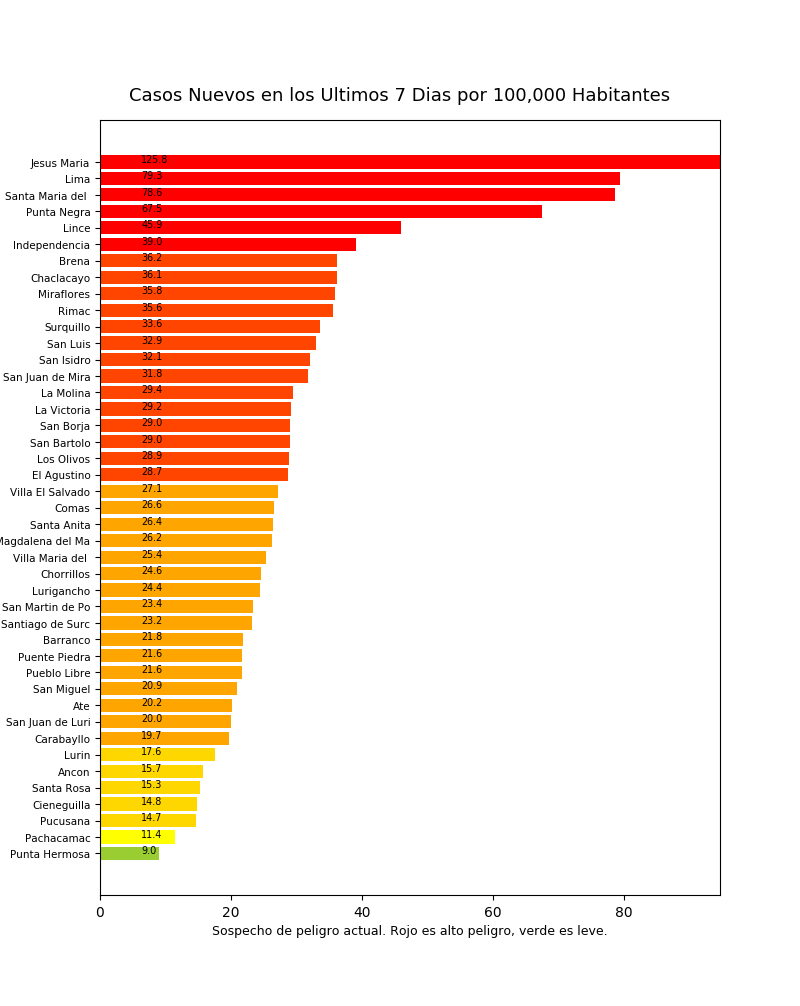 Casos Nuevos en los Ultimos 7 Dias por 100,000 Habitantes
Jesus Maria 125.8
Lima 79.3
Santa Maria del 78.6
Punta Negra 67.5
Lince 45.9
Independencia 39.0
Brena 36.2
Chaclacayo 36.1
Miraflores 35.8
Rimac 35.6
Surquillo 33.6
San Luis 32.9
San Isidro 32.1
San Juan de Mira 31.8
La Molina 29.4
La Victoria 29.2
San Borja 29.0
San Bartolo 29.0
Los Olivos 28.9
El Agustino 28.7
Villa El Salvado 27.1
Comas 26.6
Santa Anita 26.4
Magdalena del Ma 26.2
Villa Maria del 25.4
Chorrillos 24.6
Lurigancho 24.4
San Martin de Po 23.4
Santiago de Surc 23.2
Barranco 21.8
Puente Piedra 21.6
Pueblo Libre 21.6
San Miguel 20.9
Ate 20.2
San Juan de Luri 20.0
Carabayllo 19.7
Lurin 17.6
Ancon 15.7
Santa Rosa 15.3
Cieneguilla 14.8
Pucusana 14.7
Pachacamac 11.4
Punta Hermosa 9.0
0 20 40 60 80
Sospecho de peligro actual. Rojo es alto peligro, verde es leve.